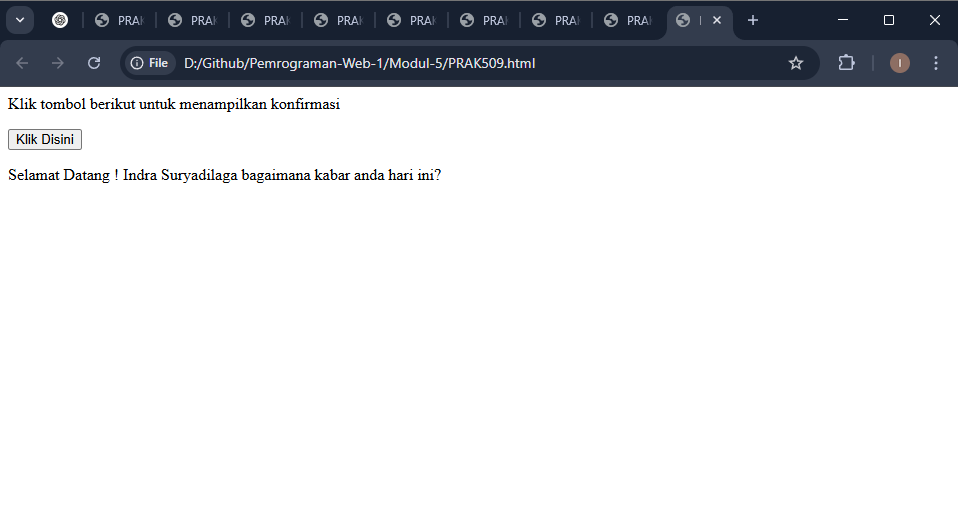 PRAK PRAK PRAK PRAK PRAK PRAK PRAK PRAK
File D:/Github/Pemrograman-Web-1/Modul-5/PRAK509.html I
Klik tombol berikut untuk menampilkan konfirmasi
Klik Disini
Selamat Datang ! Indra Suryadilaga bagaimana kabar anda hari ini?